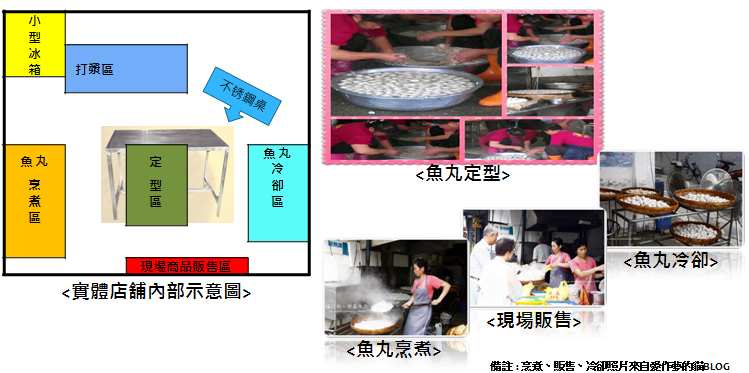 小型冰箱
打漿區
不銹鋼桌
魚丸烹煮區
定型區
魚丸冷卻區
現場商品販售區
<實體店舖內部示意圖>
<魚丸定型>
<魚丸冷卻>
<現場販售>
<魚丸烹煮>
備註:烹煮、販售、冷卻照片來自愛作夢的貓BLOG